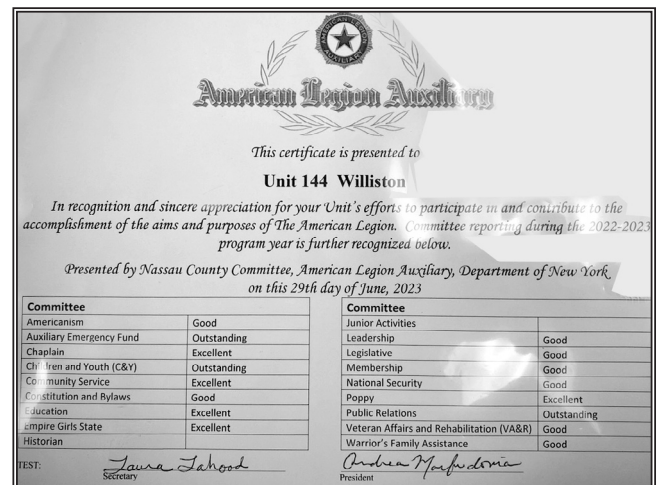 AMERICAN LEGION
AUXILIARY
American Legion Auxiliary
This certificate is presented to
Unit 144 Williston
In recognition and sincere appreciation for your Unit's efforts to participate in and contribute to the
accomplishment of the aims and purposes of The American Legion. Committee reporting during the 2022-2023
program year is further recognized below.
Presented by Nassau County Committee, American Legion Auxiliary, Department of New York
on this 29th day of June, 2023
Committee
Americanism Good
Auxiliary Emergency Fund Outstanding
Chaplain Excellent
Children and Youth (C&Y) Outstanding
Community Service Excellent
Constitution and Bylaws Good
Education Excellent
Empire Girls State Excellent
Historian
Committee
Junior Activities
Leadership Good
Legislative Good
Membership Good
National Security Good
Poppy Excellent
Public Relations Outstanding
Veteran Affairs and Rehabilitation (VA&R) Good
Warrior's Family Assistance Good
TEST: Laura Tahood
Secretary
Andrea
President